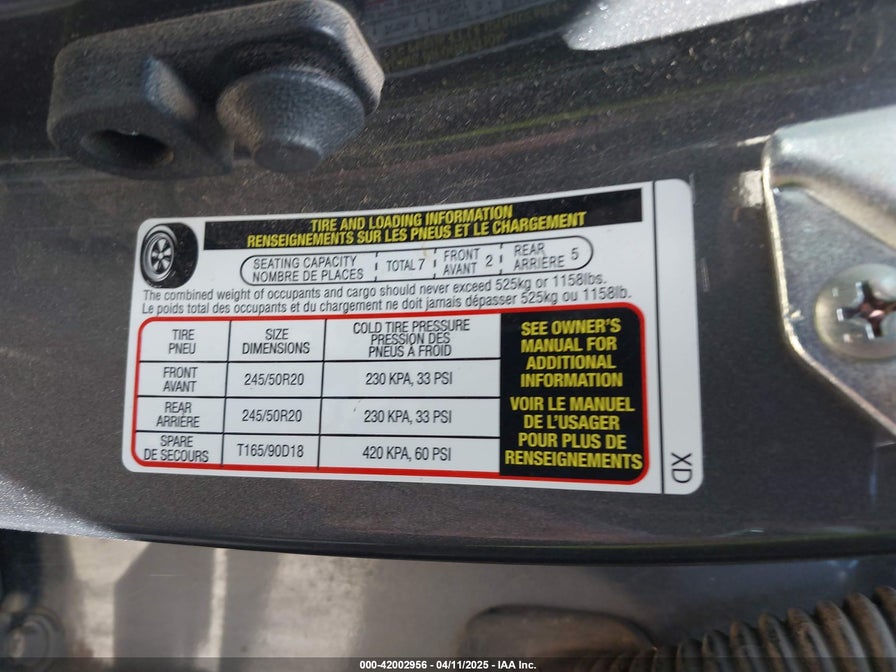 TIRE AND LOADING INFORMATION
RENSEIGNEMENTS SUR LES PNEUS ET LE CHARGEMENT
SEATING CAPACITY
NOMBRE DE PLACES
TOTAL 7
FRONT
AVANT 2
REAR
ARRIÈRE 5
The combined weight of occupants and cargo should never exceed 525kg or 1158lbs.
Le poids total des occupants et du chargement ne doit jamais dépasser 525kg ou 1158lb.
TIRE
PNEU
SIZE
DIMENSIONS
COLD TIRE PRESSURE
PRESSION DES
PNEUS A FROID
FRONT
AVANT
245/50R20
230 KPA, 33 PSI
REAR
ARRIÈRE
245/50R20
230 KPA, 33 PSI
SPARE
DE SECOURS
T165/90D18
420 KPA, 60 PSI
SEE OWNER'S
MANUAL FOR
ADDITIONAL
INFORMATION
VOIR LE MANUEL
DE L'USAGER
POUR PLUS DE
RENSEIGNEMENTS
XD
000-42002956 - 04/11/2025 - IAA Inc.